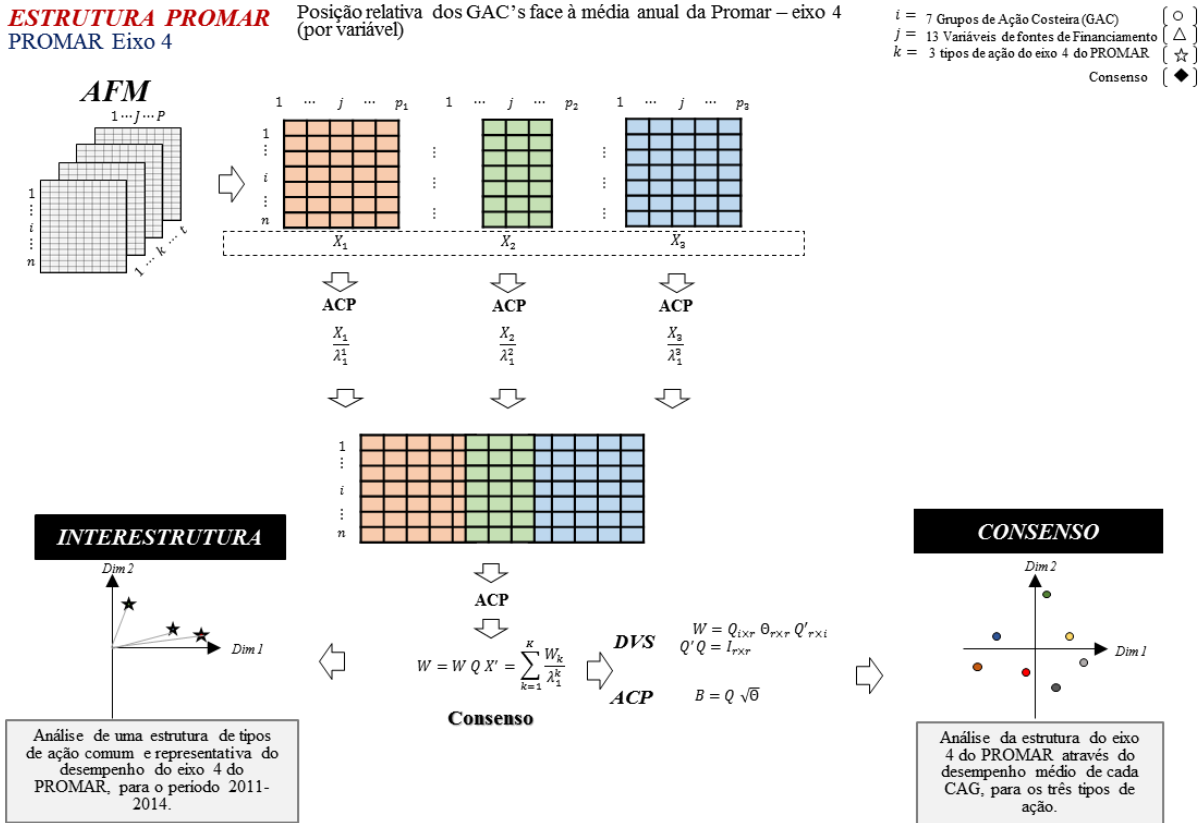 ESTRUTURA PROMAR
PROMAR Eixo 4
Posição relativa dos GAC's face à média anual da Promar – eixo 4
(por variável)
i = 7 Grupos de Ação Costeira (GAC)
j = 13 Variáveis de fontes de Financiamento
k = 3 tipos de ação do eixo 4 do PROMAR
Consenso
AFM
1 ⋯ J ⋯ P
1
⋮
i
⋮
n
1 ⋯ k ⋯ t
1 ⋯ j ⋯ p₁
1 ⋯ j ⋯ p₂
1 ⋯ j ⋯ p₃
1
⋮
i
⋮
n
X₁
X₂
X₃
ACP
ACP
ACP
X₁
λ₁¹
X₂
λ₁²
X₃
λ₁³
1
⋮
i
⋮
n
ACP
W = W Q X′ = ∑ₖ₌₁ᴷ Wₖ / λ₁ᵏ
Consenso
DVS
W = Qᵢₓᵣ Θᵣₓᵣ Q′ᵣₓᵢ
Q′Q = Iᵣₓᵣ
ACP
B = Q √Θ
INTERESTRUTURA
Dim 2
Dim 1
Análise de uma estrutura de tipos
de ação comum e representativa do
desempenho do eixo 4 do
PROMAR, para o período 2011-
2014.
CONSENSO
Dim 2
Dim 1
Análise da estrutura do eixo
4 do PROMAR através do
desempenho médio de cada
CAG, para os três tipos de
ação.